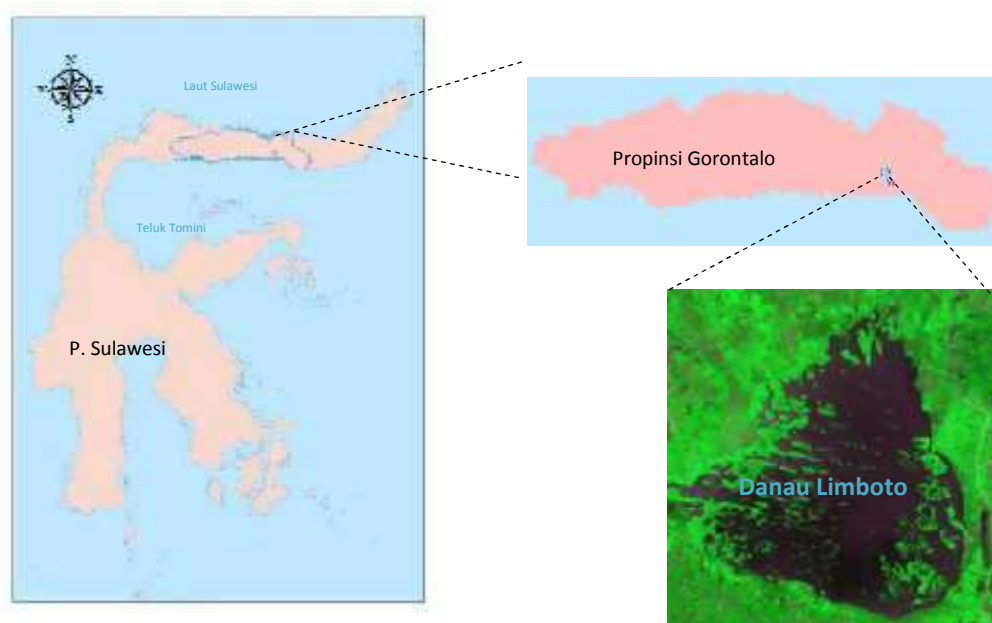 Laut Sulawesi
Teluk Tomini
P. Sulawesi
Propinsi Gorontalo
Danau Limboto